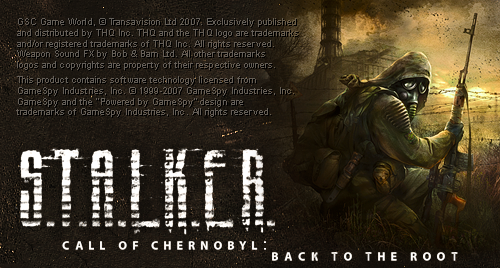 GSC Game World, © Transavision Ltd 2007. Exclusively published
and distributed by THQ Inc. THQ and the THQ logo are trademarks
and/or registered trademarks of THQ Inc. All rights reserved.
Weapon Sound FX by Bob & Bam Ltd. All other trademarks
logos and copyrights are property of their respective owners.
This product contains software technology licensed from
GameSpy Industries, Inc. © 1999-2007 GameSpy Industries, Inc.
GameSpy and the "Powered by GameSpy" design are
trademarks of GameSpy Industries, Inc. All rights reserved.
S.T.A.L.K.E.R.
CALL OF CHERNOBYL:
BACK TO THE ROOT